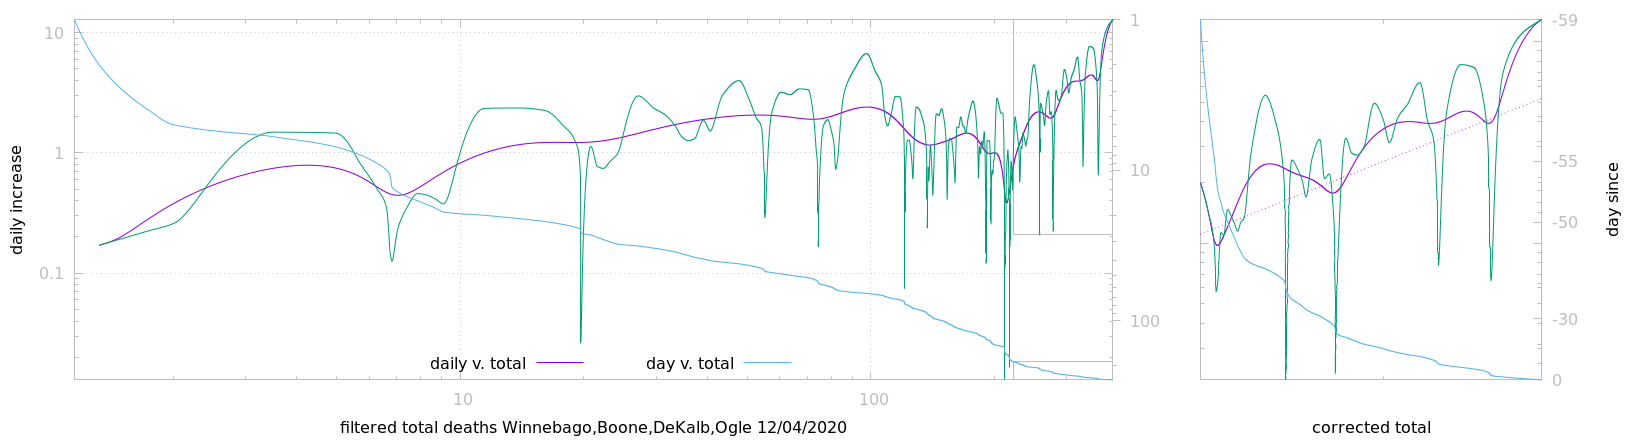 10
1
0.1
daily increase
10
100
filtered total deaths Winnebago,Boone,DeKalb,Ogle 12/04/2020
daily v. total
day v. total
1
10
100
-59
-55
-50
-30
0
day since
corrected total